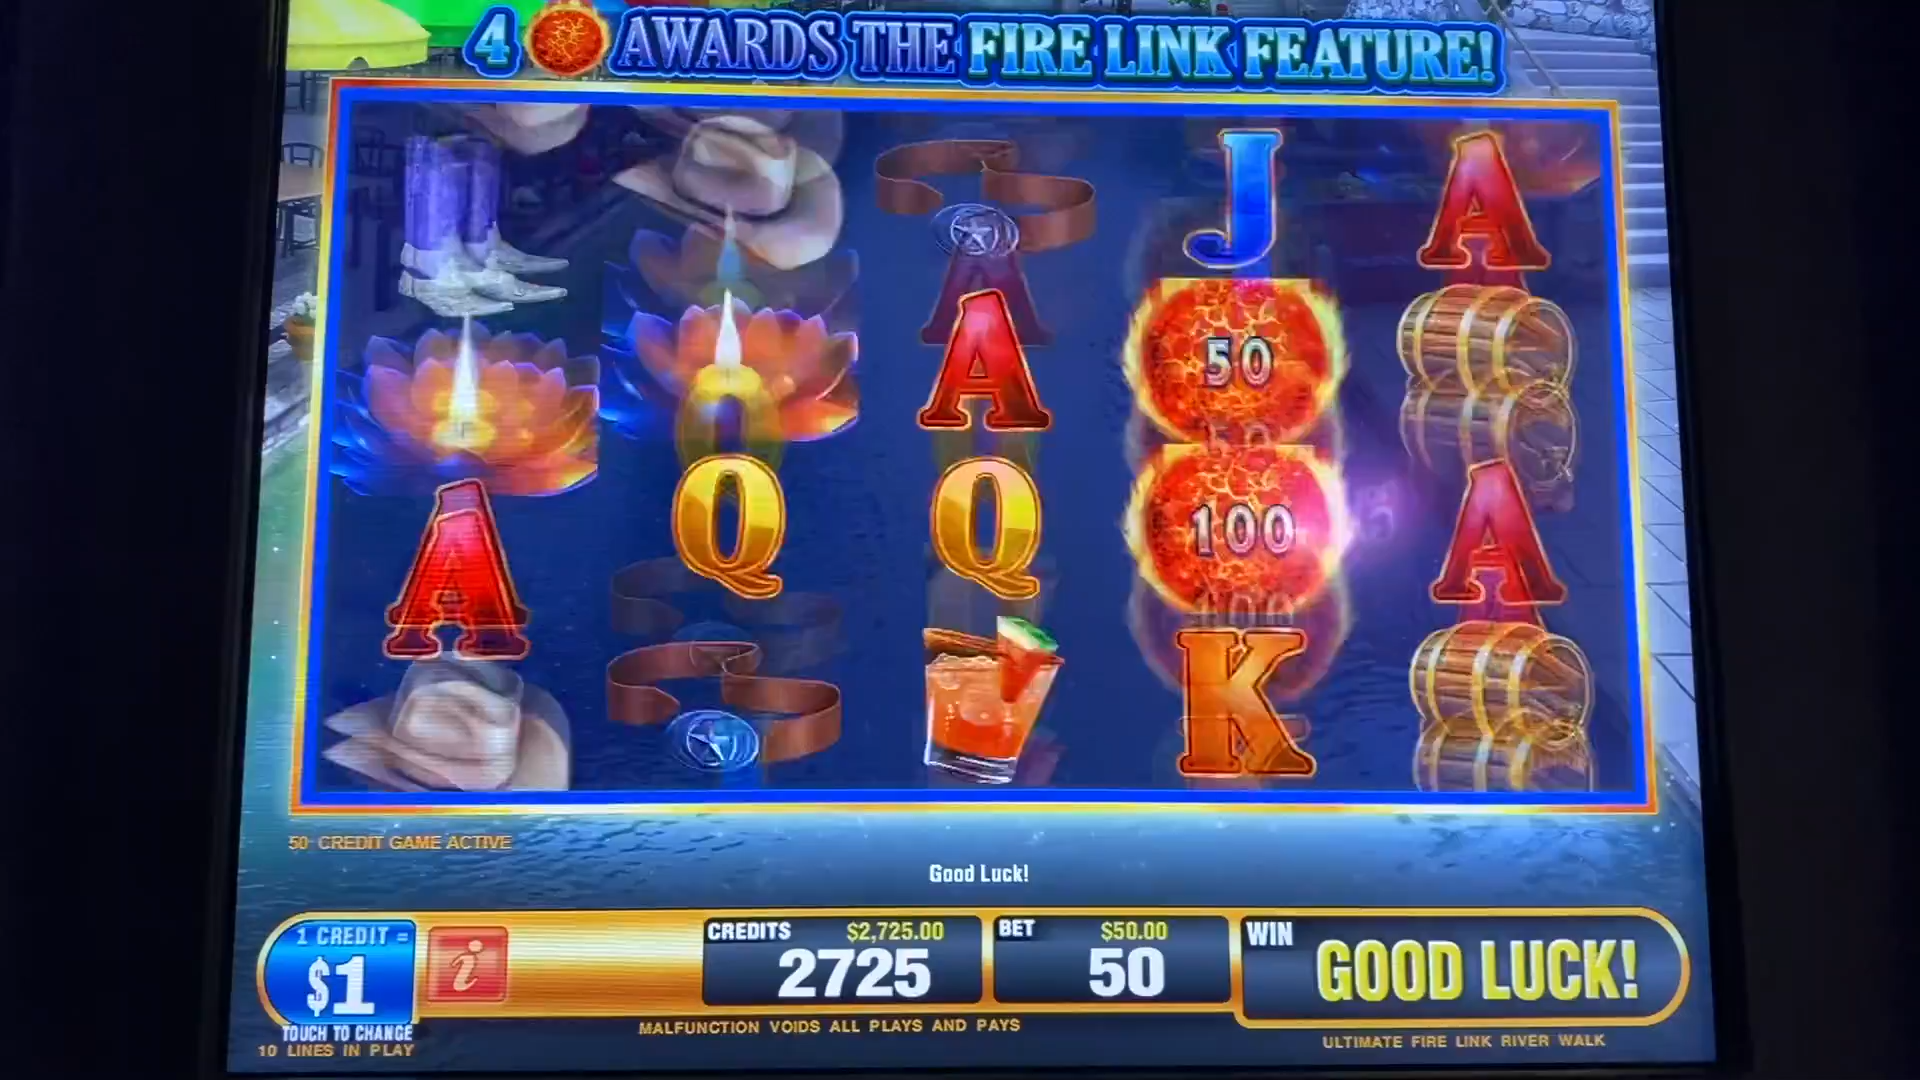 4 AWARDS THE FIRE LINK FEATURE!
J A
50
A
Q Q 100 A
A
K
50 CREDIT GAME ACTIVE
Good Luck!
1 CREDIT =
$1
TOUCH TO CHANGE
10 LINES IN PLAY
i
CREDITS $2,725.00
2725
BET $50.00
50
WIN GOOD LUCK!
MALFUNCTION VOIDS ALL PLAYS AND PAYS
ULTIMATE FIRE LINK RIVER WALK